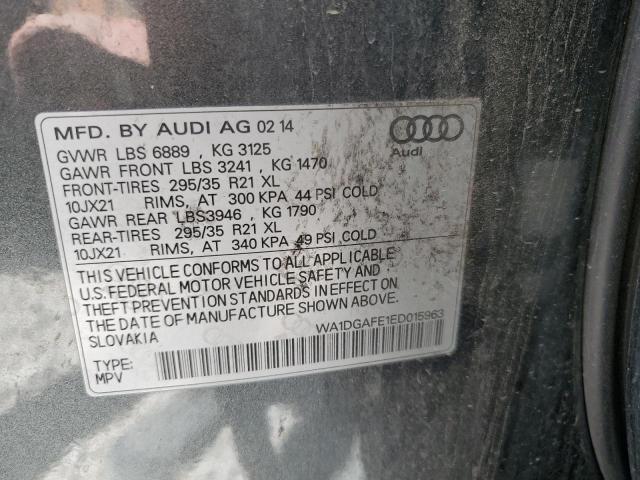 MFD. BY AUDI AG 02 14
Audi
GVWR LBS 6889 , KG 3125
GAWR FRONT LBS 3241 , KG 1470
FRONT-TIRES 295/35 R21 XL
10JX21 RIMS, AT 300 KPA 44 PSI COLD
GAWR REAR LBS3946 , KG 1790
REAR-TIRES 295/35 R21 XL
10JX21 RIMS, AT 340 KPA 49 PSI COLD
THIS VEHICLE CONFORMS TO ALL APPLICABLE
U.S. FEDERAL MOTOR VEHICLE SAFETY AND
THEFT PREVENTION STANDARDS IN EFFECT ON
THE DATE OF MANUFACTURE SHOWN ABOVE.
SLOVAKIA
WA1DGAFE1ED015963
TYPE:
MPV